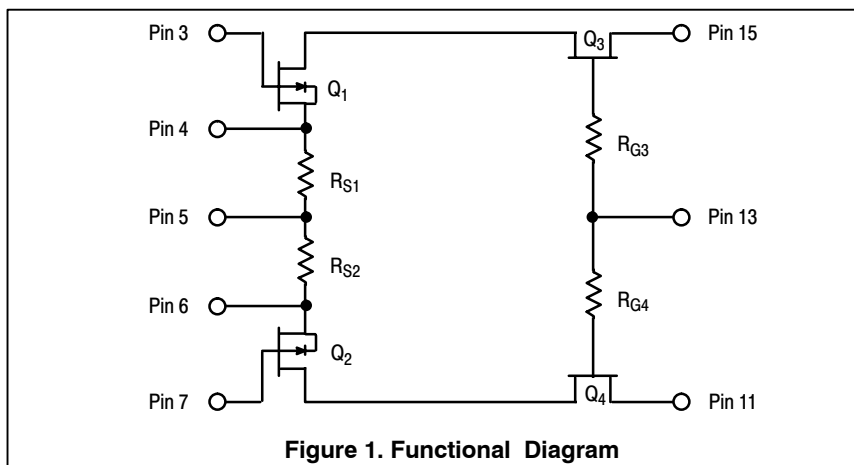 Pin 3
Q3
Pin 15
Q1
Pin 4
RG3
RS1
Pin 5
Pin 13
RS2
RG4
Pin 6
Q2
Pin 7
Q4
Pin 11
Figure 1. Functional Diagram